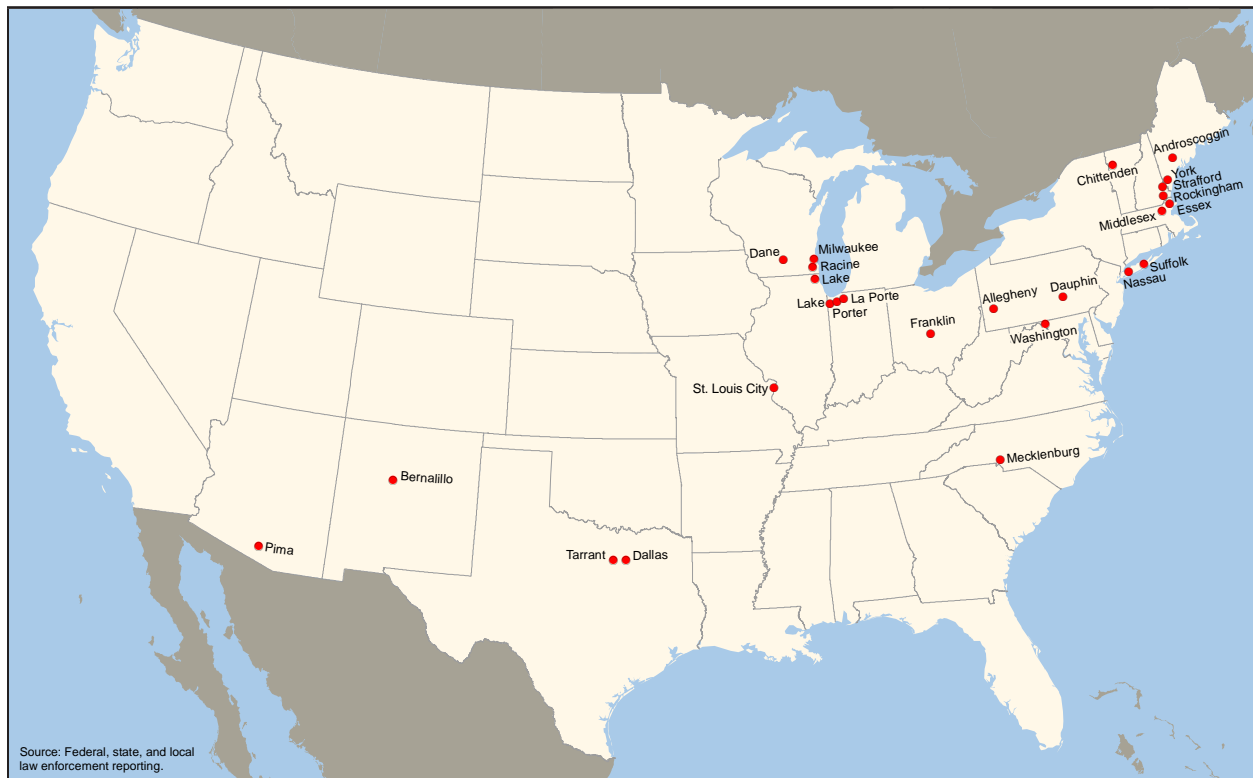 Androscoggin
Chittenden
York
Strafford
Rockingham
Essex
Middlesex
Dane
Milwaukee
Racine
Lake
Suffolk
Nassau
Lake
La Porte
Porter
Allegheny
Dauphin
Franklin
Washington
St. Louis City
Mecklenburg
Bernalillo
Pima
Tarrant
Dallas
Source: Federal, state, and local
law enforcement reporting.